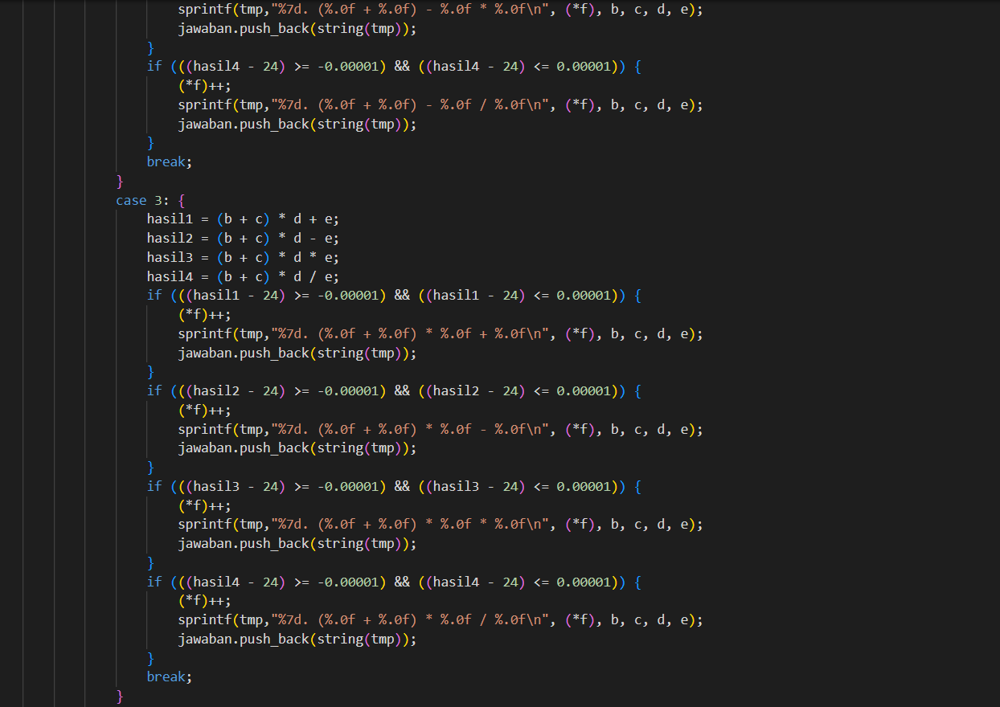 sprintf(tmp,"%7d. (%.0f + %.0f) - %.0f * %.0f\n", (*f), b, c, d, e);
jawaban.push_back(string(tmp));
}
if (((hasil4 - 24) >= -0.00001) && ((hasil4 - 24) <= 0.00001)) {
(*f)++;
sprintf(tmp,"%7d. (%.0f + %.0f) - %.0f / %.0f\n", (*f), b, c, d, e);
jawaban.push_back(string(tmp));
}
break;
}
case 3: {
hasil1 = (b + c) * d + e;
hasil2 = (b + c) * d - e;
hasil3 = (b + c) * d * e;
hasil4 = (b + c) * d / e;
if (((hasil1 - 24) >= -0.00001) && ((hasil1 - 24) <= 0.00001)) {
(*f)++;
sprintf(tmp,"%7d. (%.0f + %.0f) * %.0f + %.0f\n", (*f), b, c, d, e);
jawaban.push_back(string(tmp));
}
if (((hasil2 - 24) >= -0.00001) && ((hasil2 - 24) <= 0.00001)) {
(*f)++;
sprintf(tmp,"%7d. (%.0f + %.0f) * %.0f - %.0f\n", (*f), b, c, d, e);
jawaban.push_back(string(tmp));
}
if (((hasil3 - 24) >= -0.00001) && ((hasil3 - 24) <= 0.00001)) {
(*f)++;
sprintf(tmp,"%7d. (%.0f + %.0f) * %.0f * %.0f\n", (*f), b, c, d, e);
jawaban.push_back(string(tmp));
}
if (((hasil4 - 24) >= -0.00001) && ((hasil4 - 24) <= 0.00001)) {
(*f)++;
sprintf(tmp,"%7d. (%.0f + %.0f) * %.0f / %.0f\n", (*f), b, c, d, e);
jawaban.push_back(string(tmp));
}
break;
}